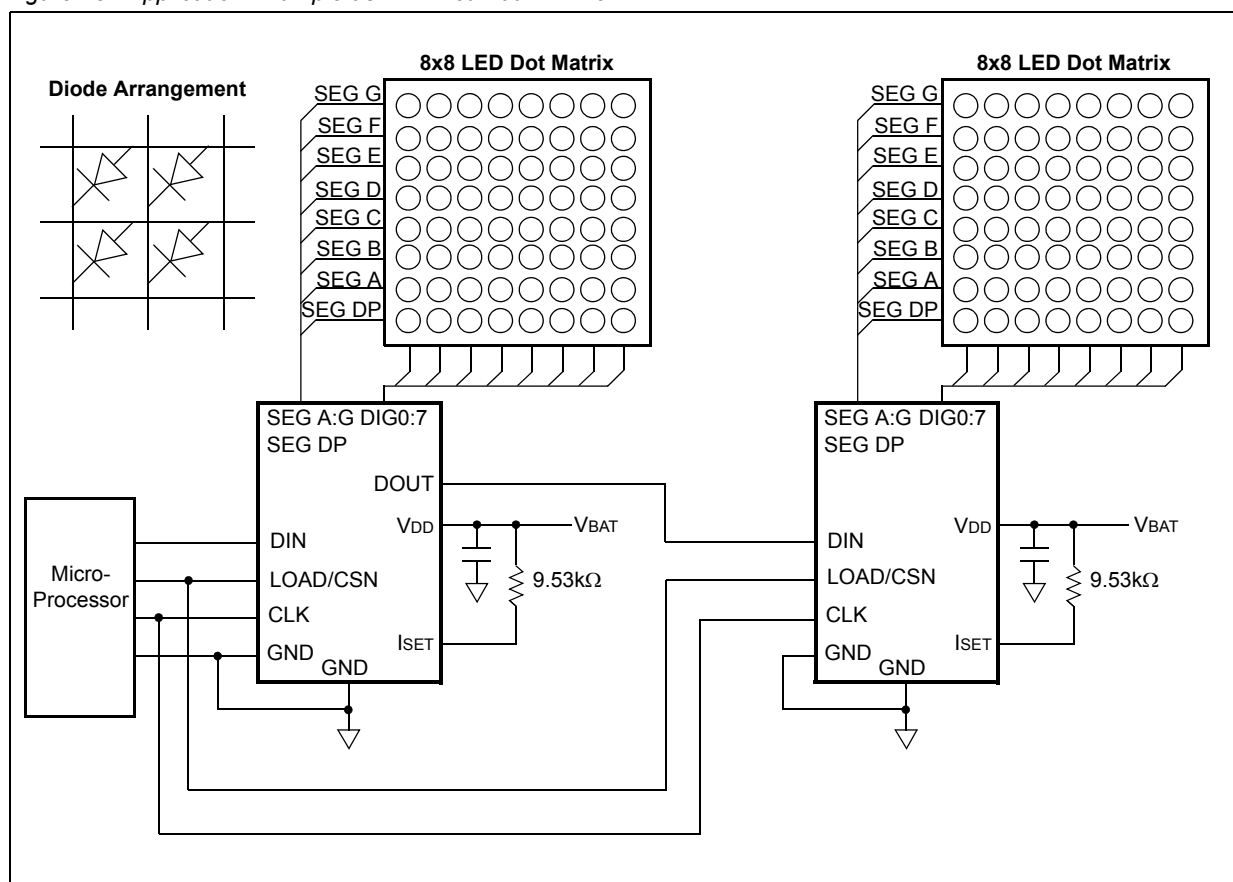 8x8 LED Dot Matrix
8x8 LED Dot Matrix
Diode Arrangement
SEG G
SEG F
SEG E
SEG D
SEG C
SEG B
SEG A
SEG DP
SEG G
SEG F
SEG E
SEG D
SEG C
SEG B
SEG A
SEG DP
SEG A:G DIG0:7
SEG DP
DOUT
VDD
VBAT
DIN
LOAD/CSN
CLK
GND
GND
ISET
9.53kΩ
Micro-
Processor
SEG A:G DIG0:7
SEG DP
VDD
VBAT
DIN
LOAD/CSN
CLK
GND
GND
ISET
9.53kΩ